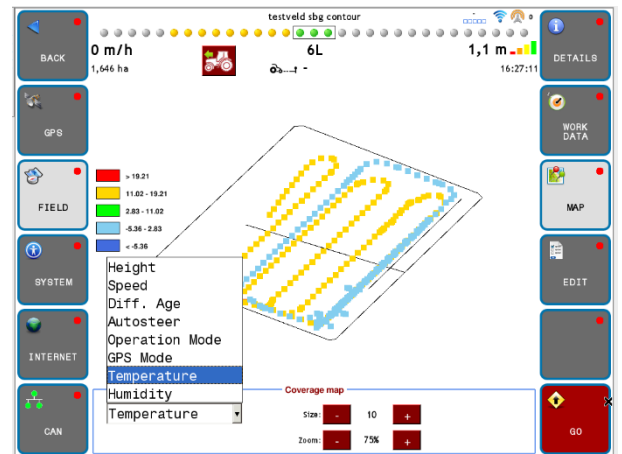 testveld sbg contour
BACK
0 m/h
6L
1,1 m
DETAILS
1,646 ha
-
16:27:11
GPS
WORK
DATA
FIELD
> 19.21
11.02 - 19.21
2.83 - 11.02
-5.36 - 2.83
< -5.36
MAP
SYSTEM
EDIT
Height
Speed
Diff. Age
Autosteer
Operation Mode
GPS Mode
Temperature
Humidity
INTERNET
Coverage map
Temperature
Size: - 10 +
Zoom: - 75% +
CAN
GO